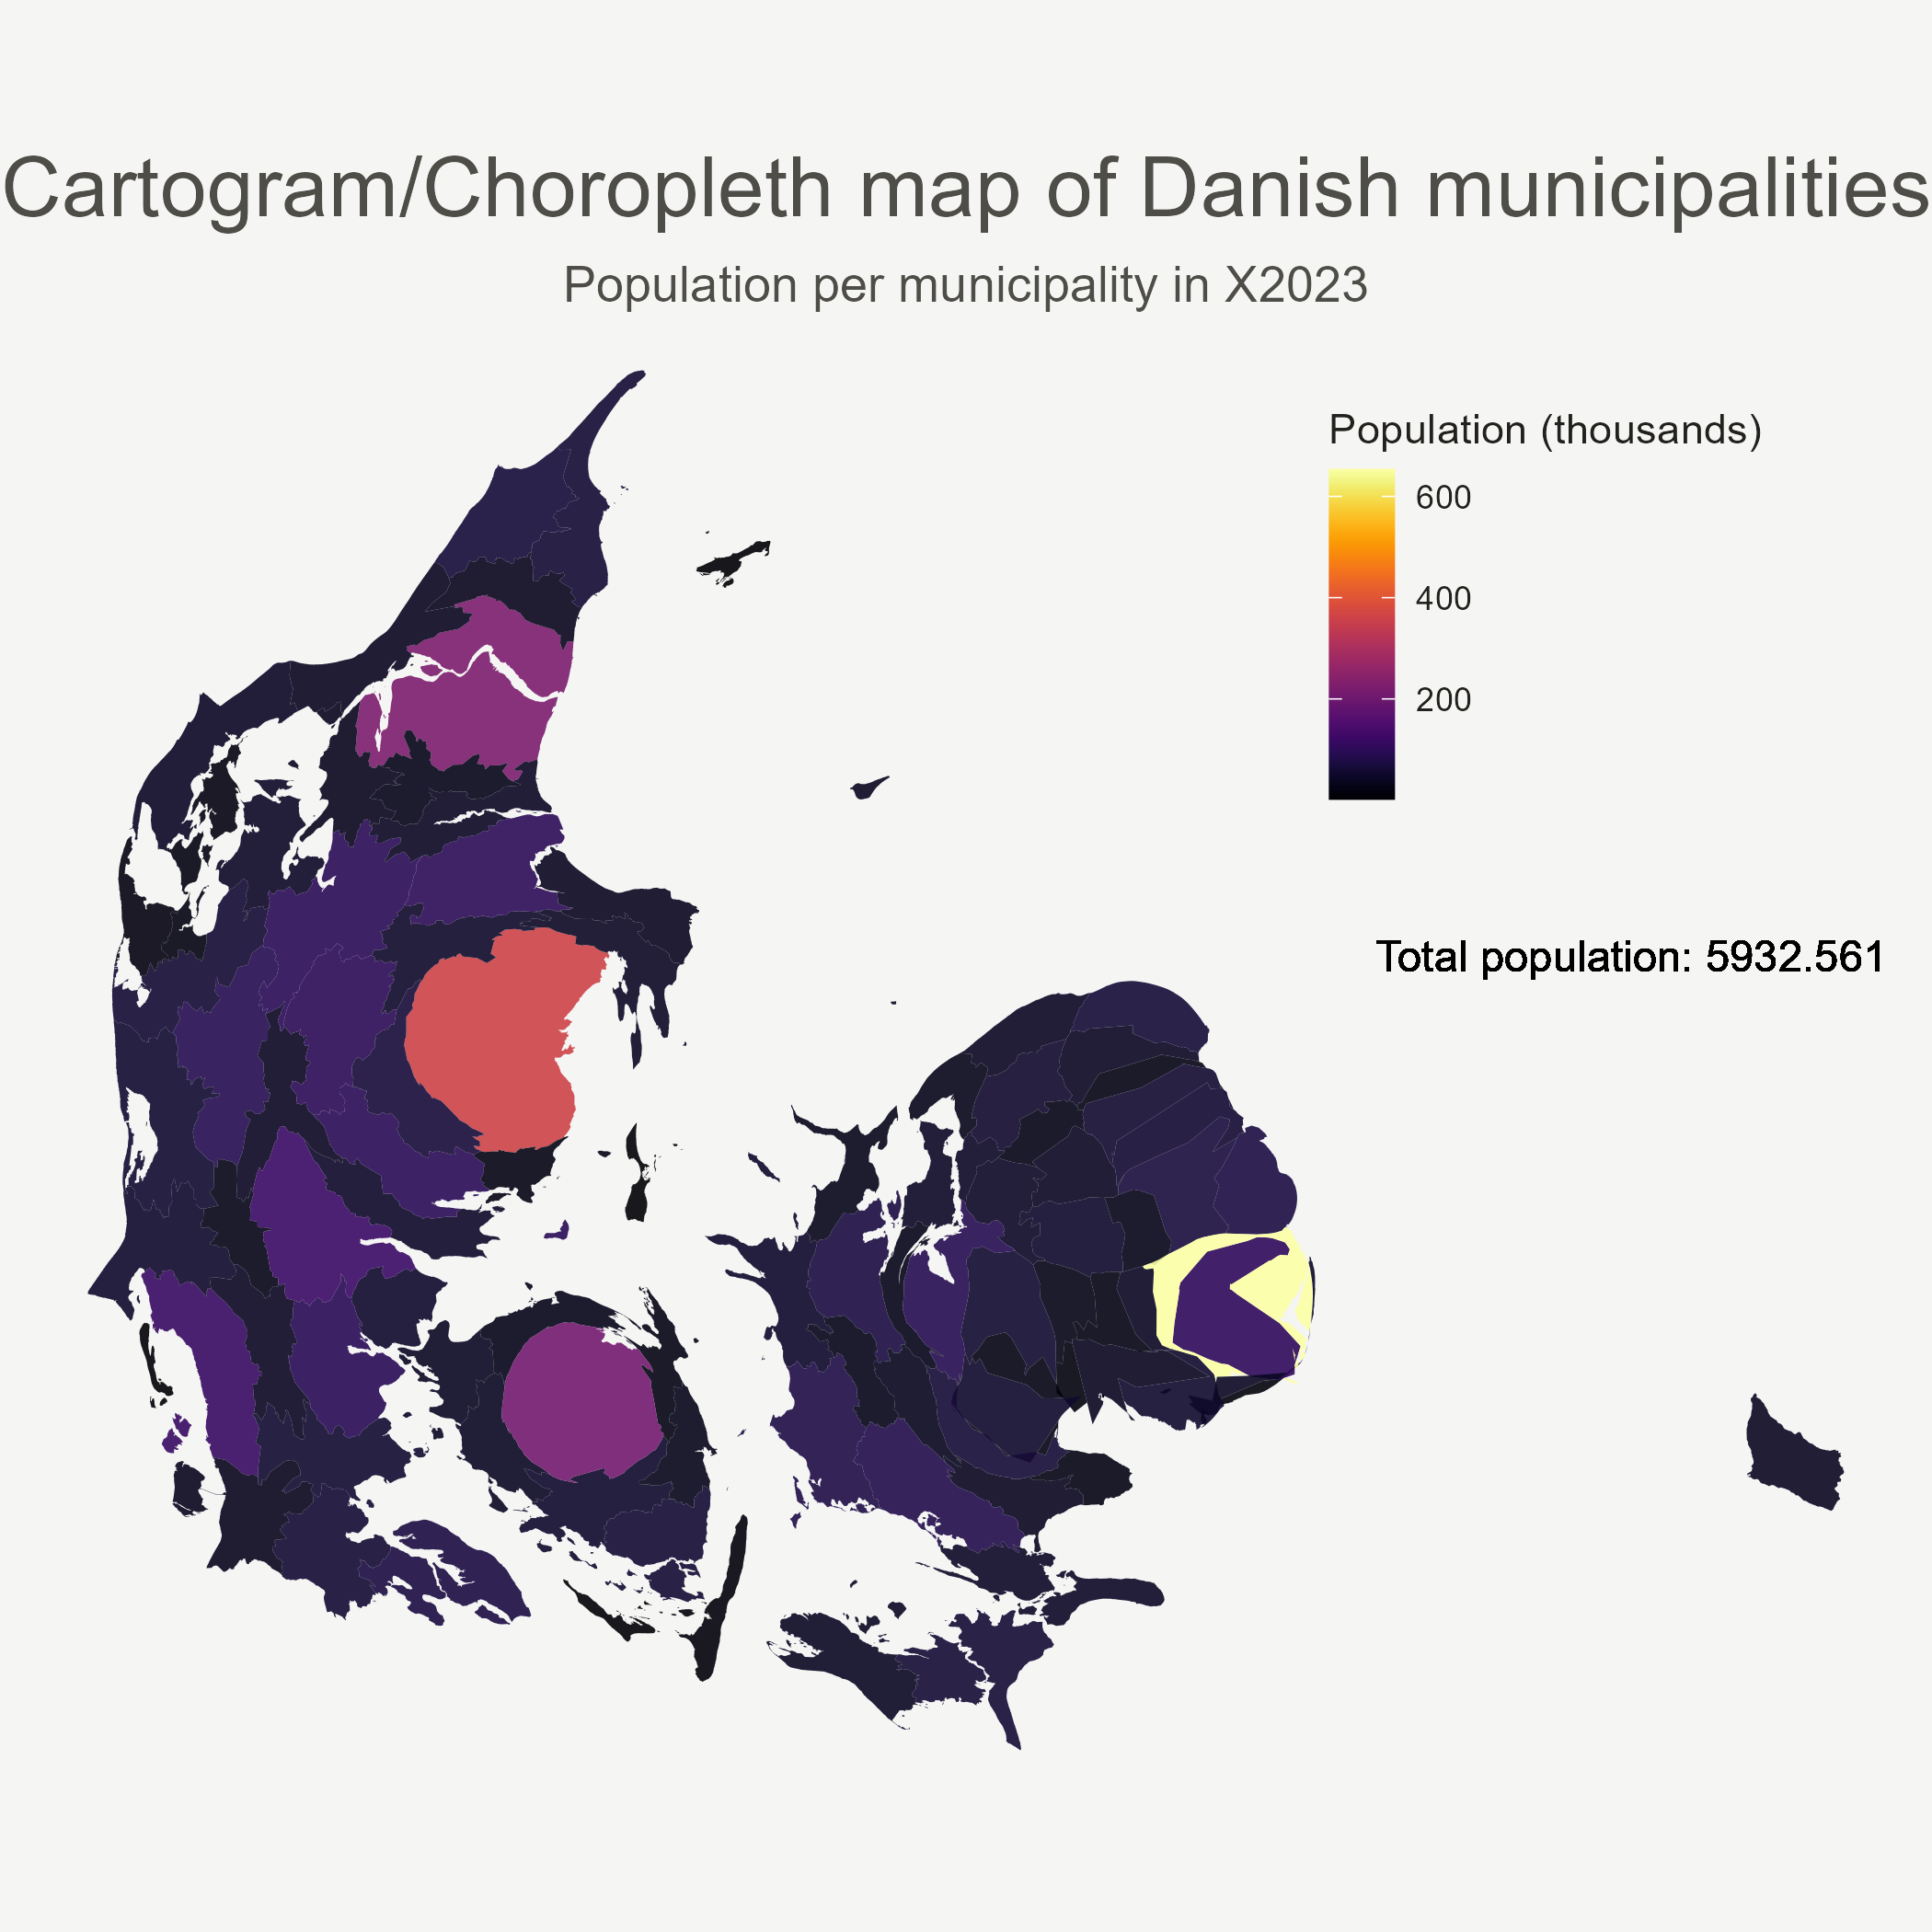 Cartogram/Choropleth map of Danish municipalities
Population per municipality in X2023
Population (thousands)
600
400
200
Total population: 5932.561